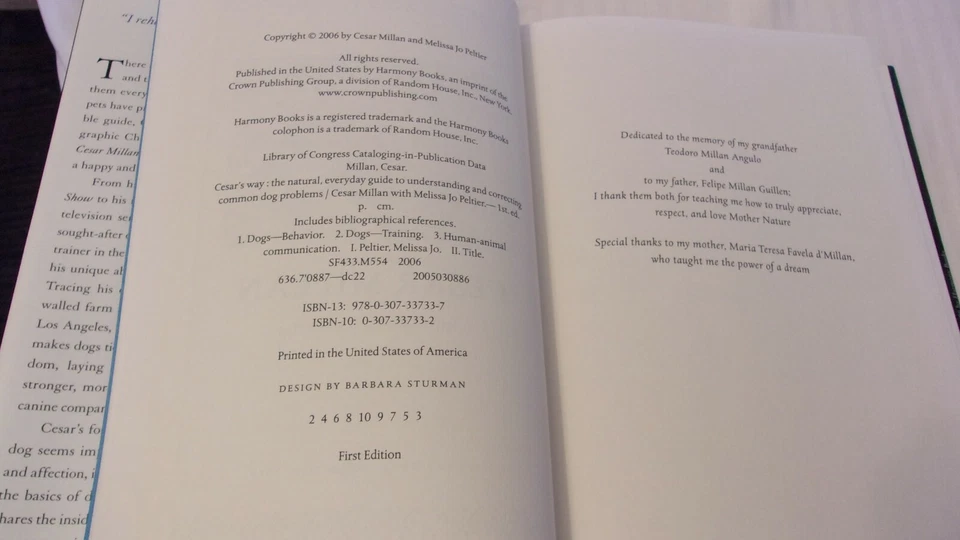 "I reh
There
and t
them every
pets have p
ble guide,
graphic Ch
Cesar Millan
a happy and
From h
Show to his
television se
sought-after
trainer in the
his unique al
Tracing his
walled farm
Los Angeles,
makes dogs ti
dom, laying
stronger, mor
canine compar
Cesar's fo
dog seems im
and affection, i
the basics of d
hares the insid
Copyright © 2006 by Cesar Millan and Melissa Jo Peltier
All rights reserved.
Published in the United States by Harmony Books, an imprint of the
Crown Publishing Group, a division of Random House, Inc., New York.
www.crownpublishing.com
Harmony Books is a registered trademark and the Harmony Books
colophon is a trademark of Random House, Inc.
Library of Congress Cataloging-in-Publication Data
Millan, Cesar.
Cesar's way : the natural, everyday guide to understanding and correcting
common dog problems / Cesar Millan with Melissa Jo Peltier.— 1st. ed.
p. cm.
Includes bibliographical references.
1. Dogs—Behavior. 2. Dogs—Training. 3. Human-animal
communication. I. Peltier, Melissa Jo. II. Title.
SF433.M554 2006
636.7'0887—dc22 2005030886
ISBN-13: 978-0-307-33733-7
ISBN-10: 0-307-33733-2
Printed in the United States of America
DESIGN BY BARBARA STURMAN
2 4 6 8 10 9 7 5 3
First Edition
Dedicated to the memory of my grandfather
Teodoro Millan Angulo
and
to my father, Felipe Millan Guillen;
I thank them both for teaching me how to truly appreciate,
respect, and love Mother Nature
Special thanks to my mother, Maria Teresa Favela d'Millan,
who taught me the power of a dream